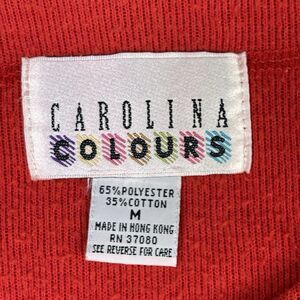 CAROLINA
COLOURS
65% POLYESTER
35% COTTON
M
MADE IN HONG KONG
RN 37080
SEE REVERSE FOR CARE